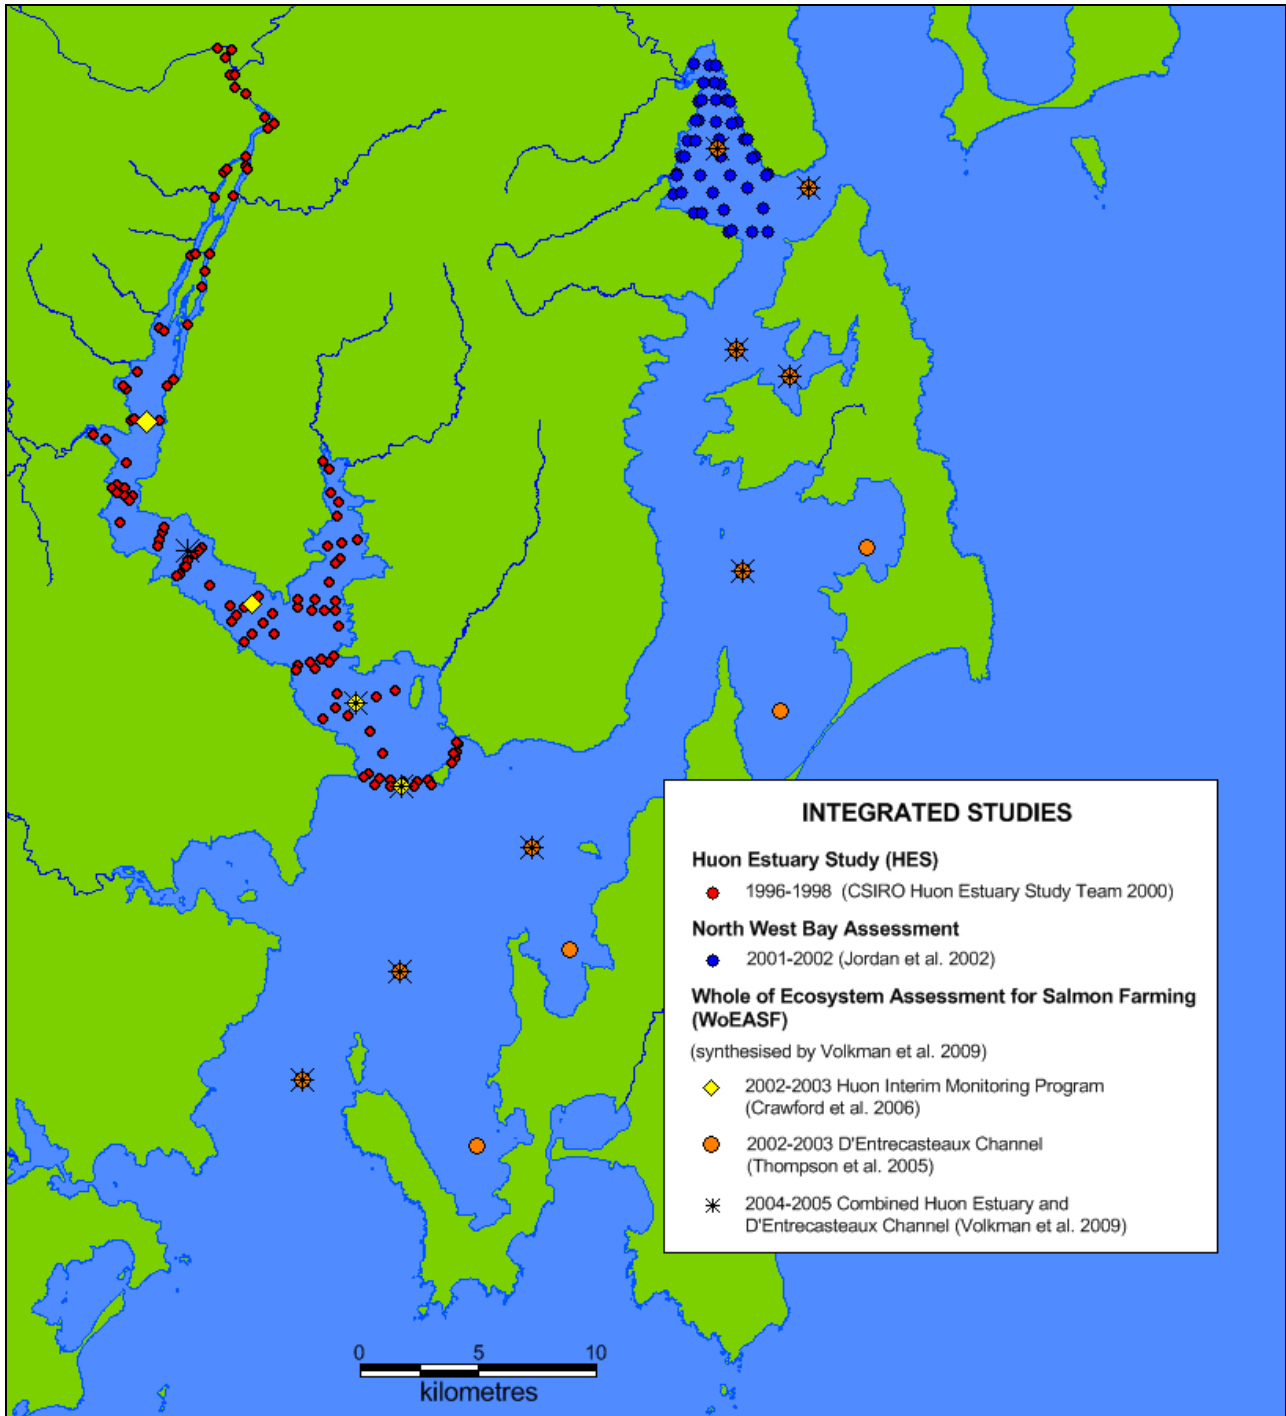 INTEGRATED STUDIES
Huon Estuary Study (HES)
1996-1998 (CSIRO Huon Estuary Study Team 2000)
North West Bay Assessment
2001-2002 (Jordan et al. 2002)
Whole of Ecosystem Assessment for Salmon Farming
(WoEASF)
(synthesised by Volkman et al. 2009)
2002-2003 Huon Interim Monitoring Program
(Crawford et al. 2006)
2002-2003 D'Entrecasteaux Channel
(Thompson et al. 2005)
2004-2005 Combined Huon Estuary and
D'Entrecasteaux Channel (Volkman et al. 2009)
0 5 10
kilometres